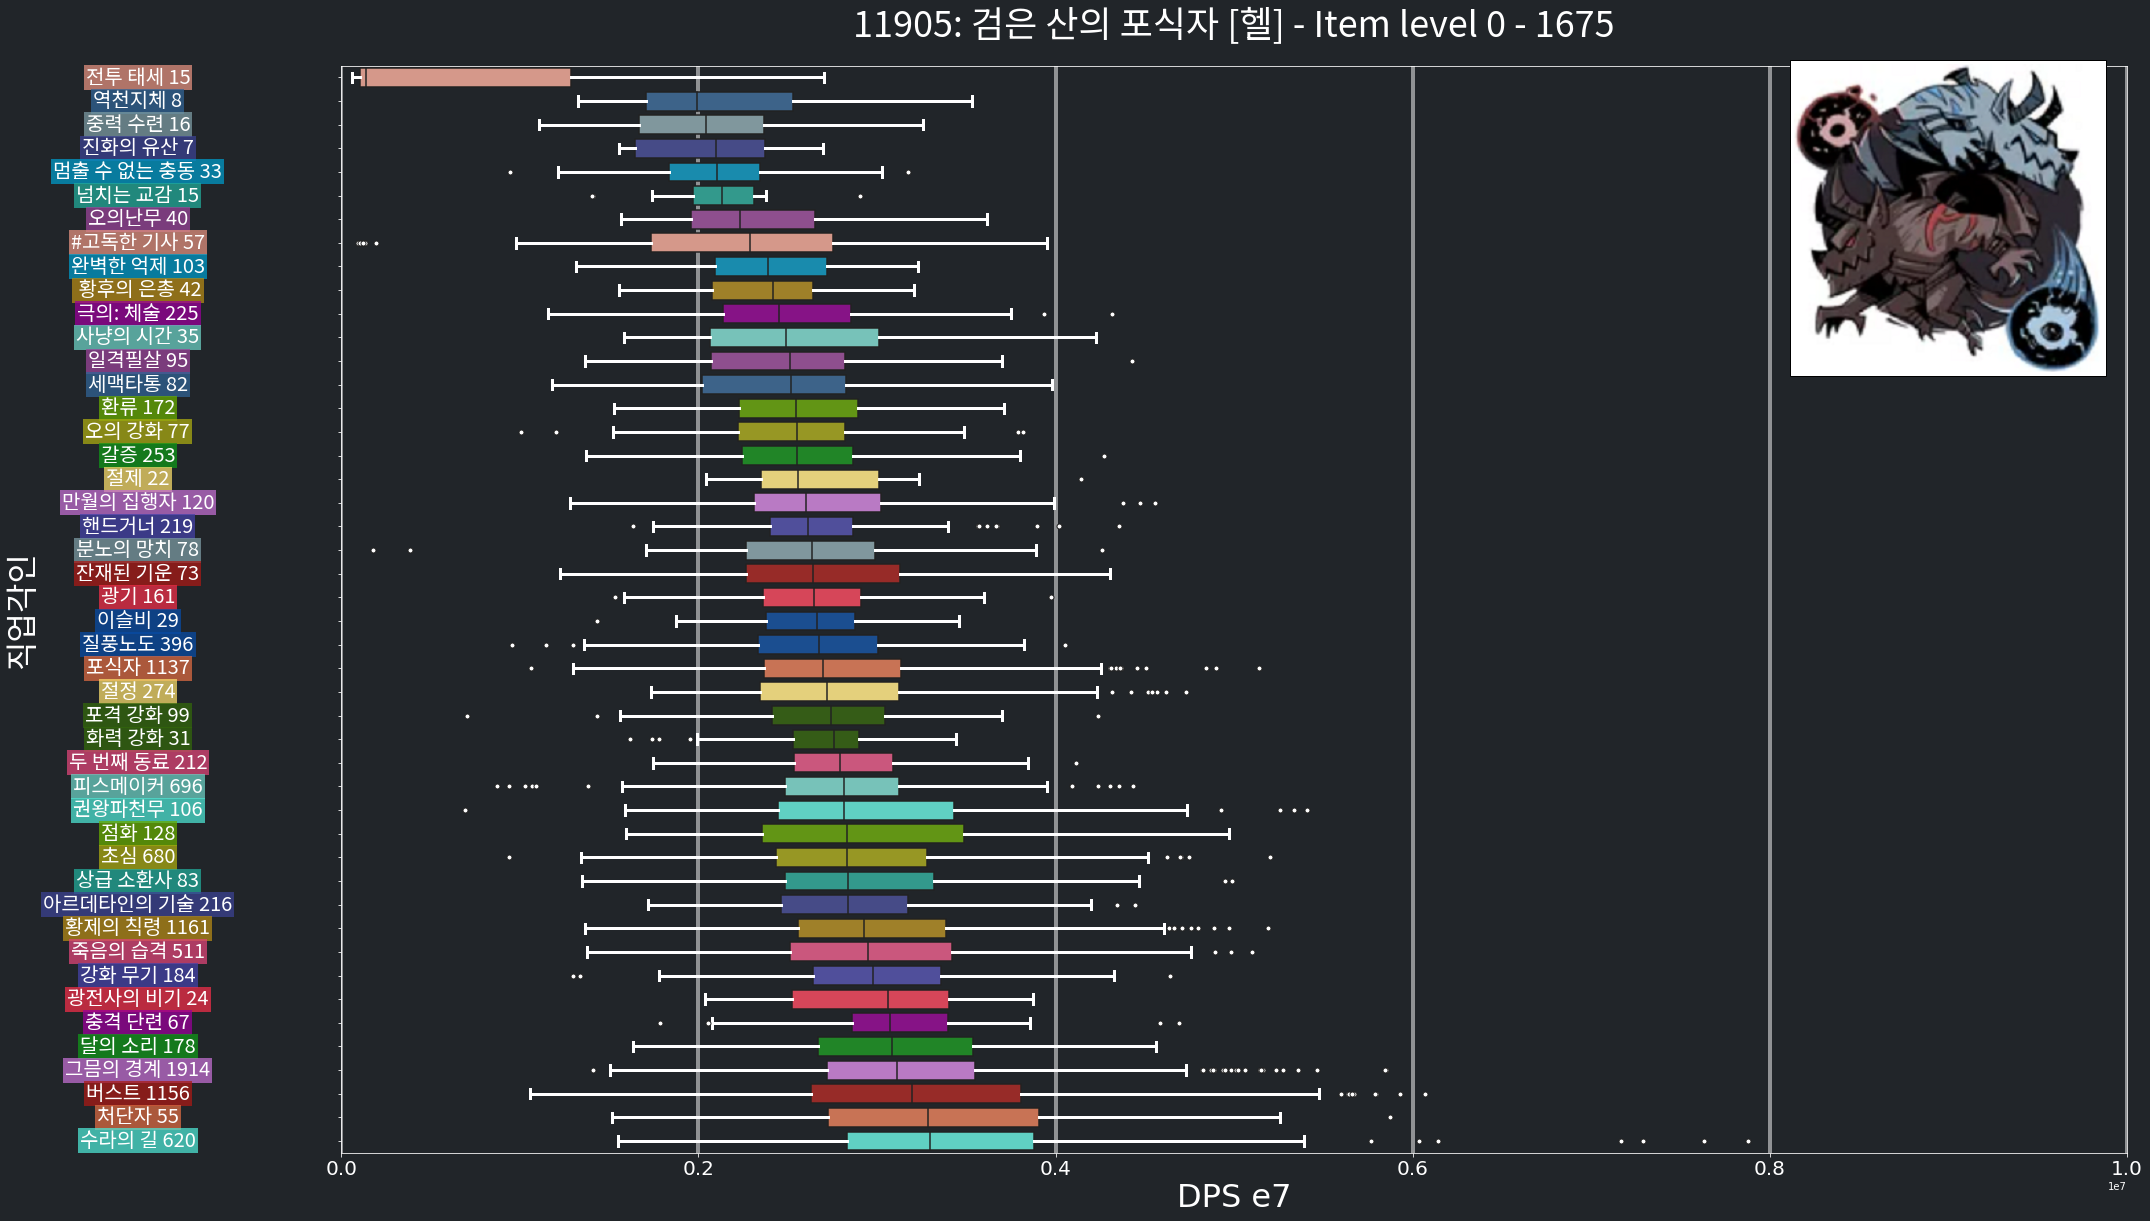 11905: 검은 산의 포식자 [헬] - Item level 0 - 1675
전투 태세 15
역천지체 8
중력 수련 16
진화의 유산 7
멈출 수 없는 충동 33
넘치는 교감 15
오의난무 40
#고독한 기사 57
완벽한 억제 103
황후의 은총 42
극의: 체술 225
사냥의 시간 35
일격필살 95
세맥타통 82
환류 172
오의 강화 77
갈증 253
절제 22
만월의 집행자 120
핸드거너 219
분노의 망치 78
잔재된 기운 73
광기 161
이슬비 29
질풍노도 396
포식자 1137
절정 274
포격 강화 99
화력 강화 31
두 번째 동료 212
피스메이커 696
권왕파천무 106
점화 128
초심 680
상급 소환사 83
아르데타인의 기술 216
황제의 칙령 1161
죽음의 습격 511
강화 무기 184
광전사의 비기 24
충격 단련 67
달의 소리 178
그믐의 경계 1914
버스트 1156
처단자 55
수라의 길 620
직업각인
0.0 0.2 0.4 0.6 0.8 1.0
1e7
DPS e7